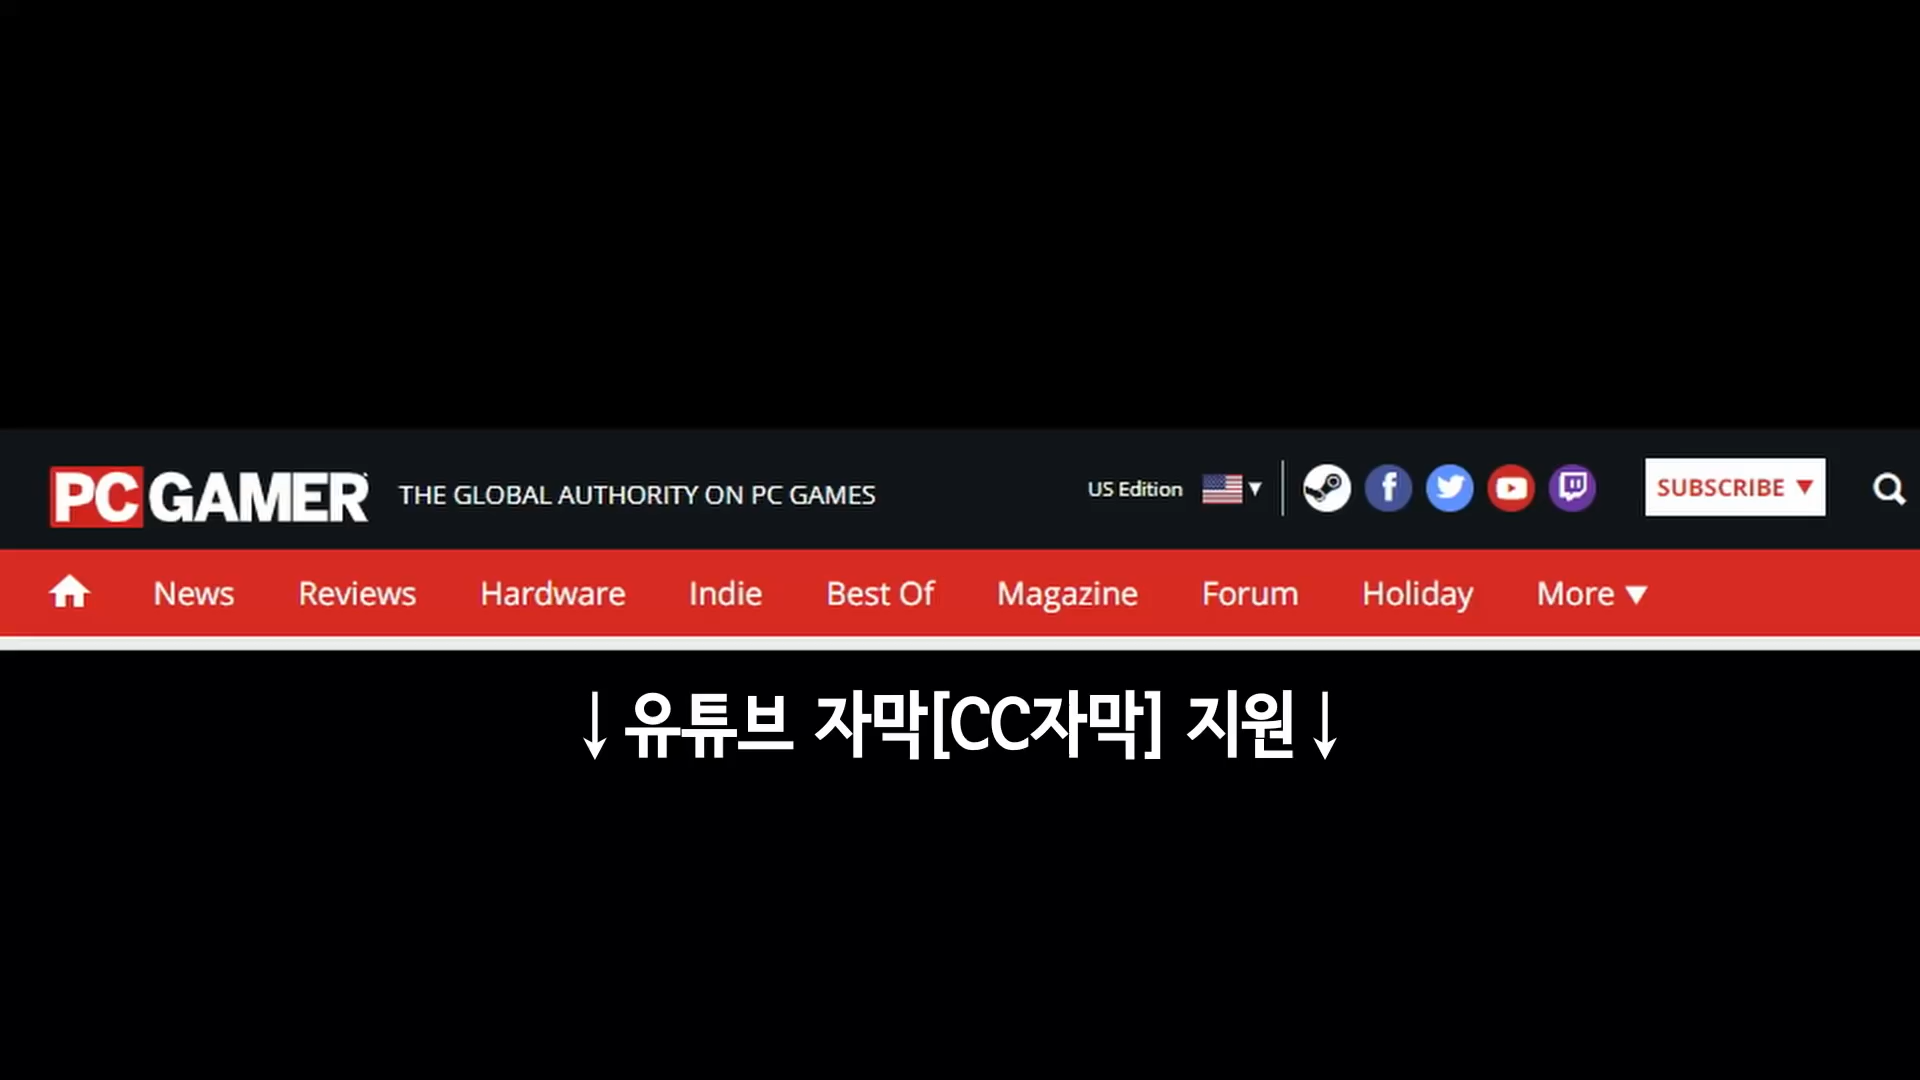 PC GAMER THE GLOBAL AUTHORITY ON PC GAMES US Edition ▼ SUBSCRIBE ▼
News Reviews Hardware Indie Best Of Magazine Forum Holiday More ▼
↓유튜브 자막[CC자막] 지원↓